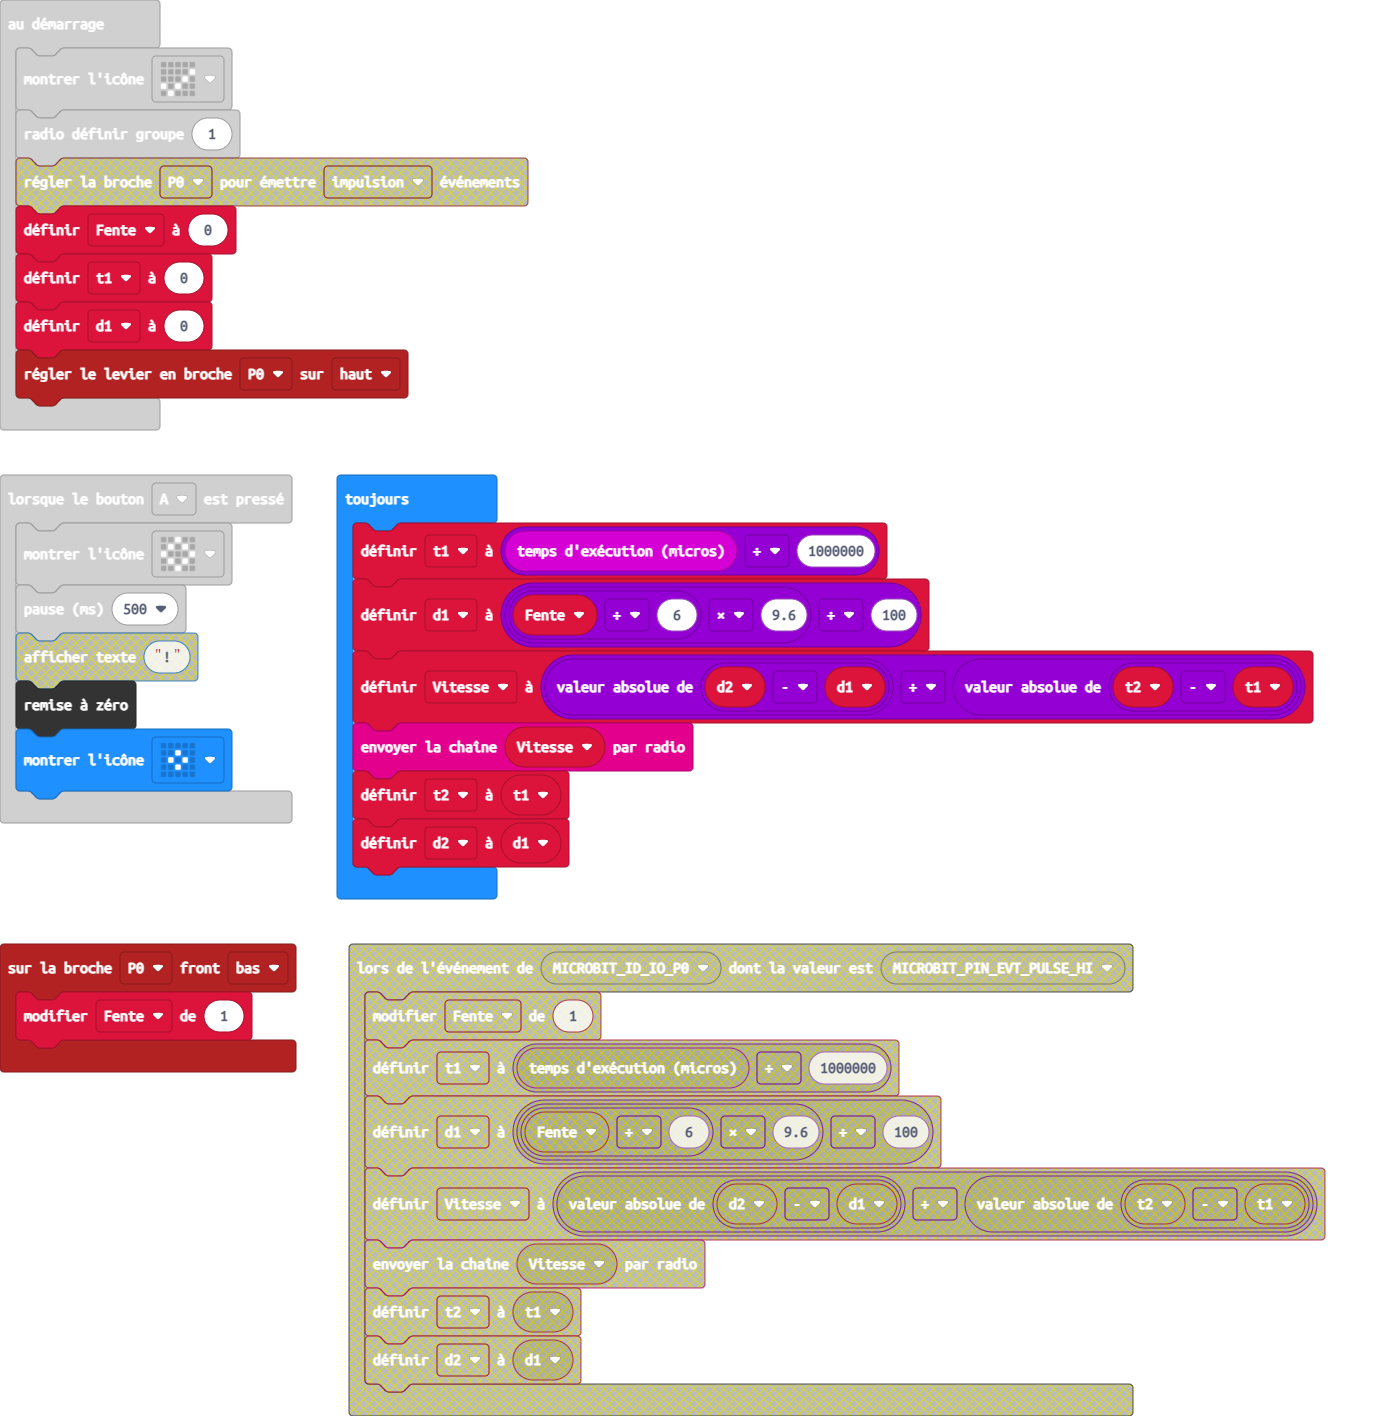 au démarrage
montrer l'icône
radio définir groupe 1
régler la broche P0 pour émettre impulsion événements
définir Fente à 0
définir t1 à 0
définir d1 à 0
régler le levier en broche P0 sur haut
lorsque le bouton A est pressé
montrer l'icône
pause (ms) 500
afficher texte "!"
remise à zéro
montrer l'icône
toujours
définir t1 à temps d'exécution (micros) ÷ 1000000
définir d1 à Fente ÷ 6 × 9.6 ÷ 100
définir Vitesse à valeur absolue de d2 - d1 ÷ valeur absolue de t2 - t1
envoyer la chaîne Vitesse par radio
définir t2 à t1
définir d2 à d1
sur la broche P0 front bas
modifier Fente de 1
lors de l'événement de MICROBIT_ID_IO_P0 dont la valeur est MICROBIT_PIN_EVT_PULSE_HI
modifier Fente de 1
définir t1 à temps d'exécution (micros) ÷ 1000000
définir d1 à Fente ÷ 6 × 9.6 ÷ 100
définir Vitesse à valeur absolue de d2 - d1 ÷ valeur absolue de t2 - t1
envoyer la chaîne Vitesse par radio
définir t2 à t1
définir d2 à d1